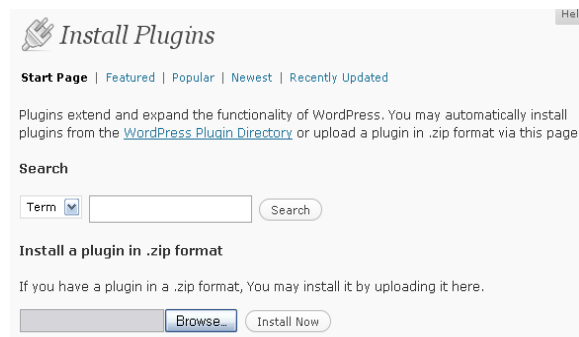 Hel
Install Plugins
Start Page | Featured | Popular | Newest | Recently Updated
Plugins extend and expand the functionality of WordPress. You may automatically install
plugins from the WordPress Plugin Directory or upload a plugin in .zip format via this page
Search
Term Search
Install a plugin in .zip format
If you have a plugin in a .zip format, You may install it by uploading it here.
Browse... Install Now